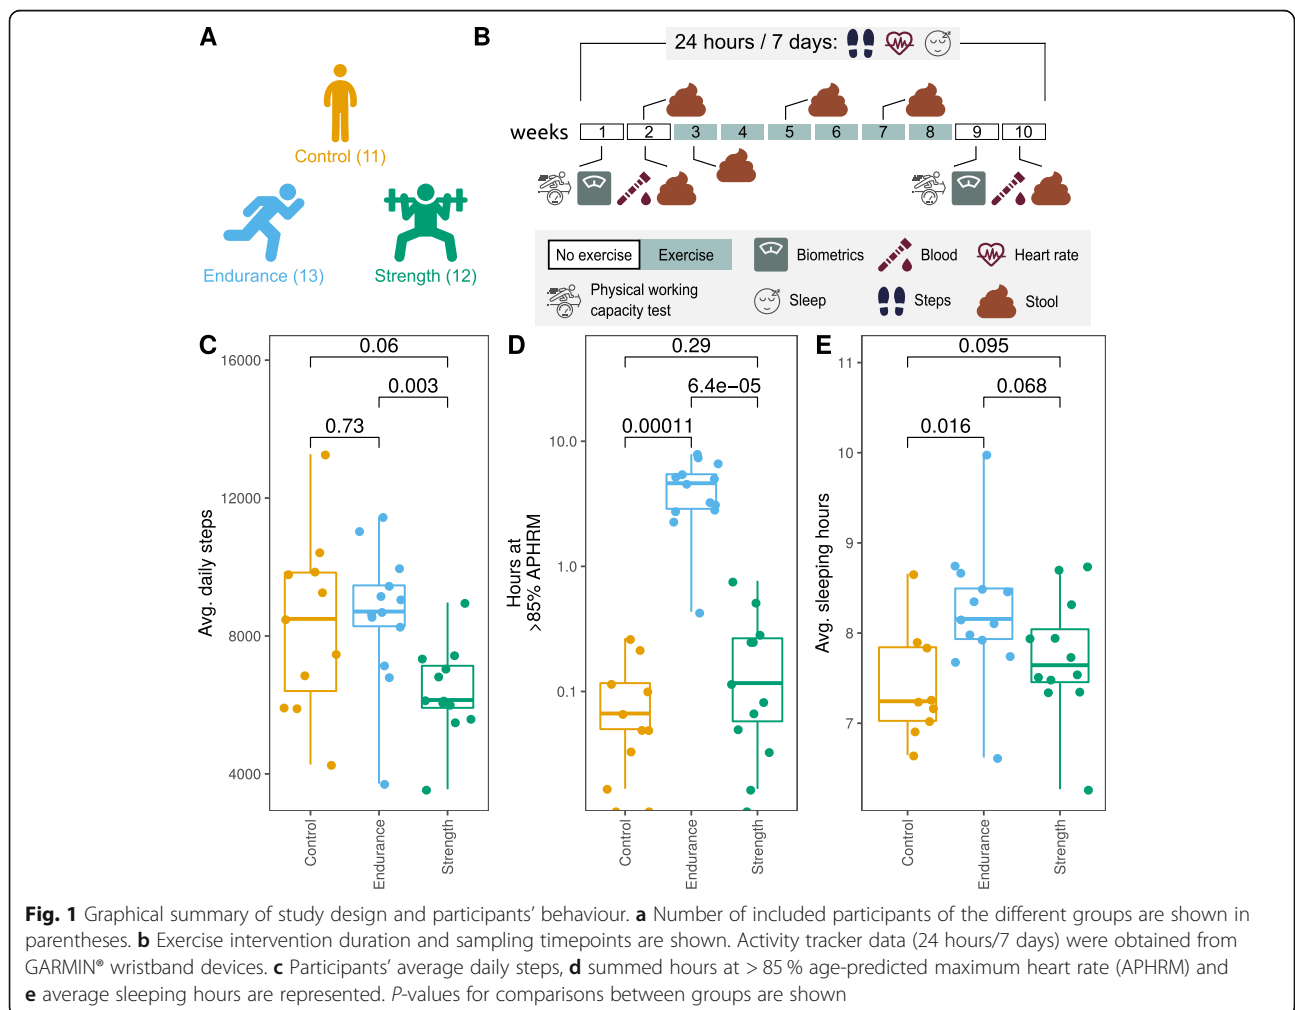 A
Control (11)
Endurance (13)
Strength (12)
B
24 hours / 7 days:
weeks 1 2 3 4 5 6 7 8 9 10
No exercise Exercise
Biometrics
Blood
Heart rate
Physical working
capacity test
Sleep
Steps
Stool
C
Avg. daily steps
16000
12000
8000
4000
0.06
0.003
0.73
Control
Endurance
Strength
D
Hours at
>85% APHRM
10.0
1.0
0.1
0.29
6.4e−05
0.00011
Control
Endurance
Strength
E
Avg. sleeping hours
11
10
9
8
7
0.095
0.068
0.016
Control
Endurance
Strength
Fig. 1 Graphical summary of study design and participants’ behaviour. a Number of included participants of the different groups are shown in
parentheses. b Exercise intervention duration and sampling timepoints are shown. Activity tracker data (24 hours/7 days) were obtained from
GARMIN® wristband devices. c Participants’ average daily steps, d summed hours at > 85 % age-predicted maximum heart rate (APHRM) and
e average sleeping hours are represented. P-values for comparisons between groups are shown